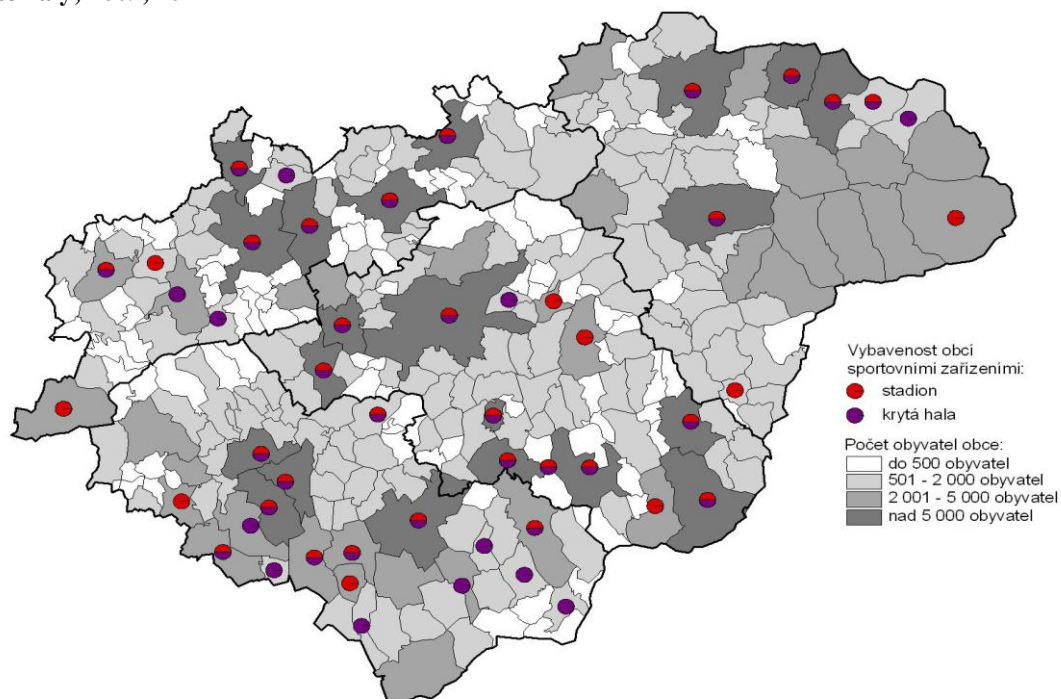 Vybavenost obcí
sportovními zařízeními:
stadion
krytá hala
Počet obyvatel obce:
do 500 obyvatel
501 - 2 000 obyvatel
2 001 - 5 000 obyvatel
nad 5 000 obyvatel